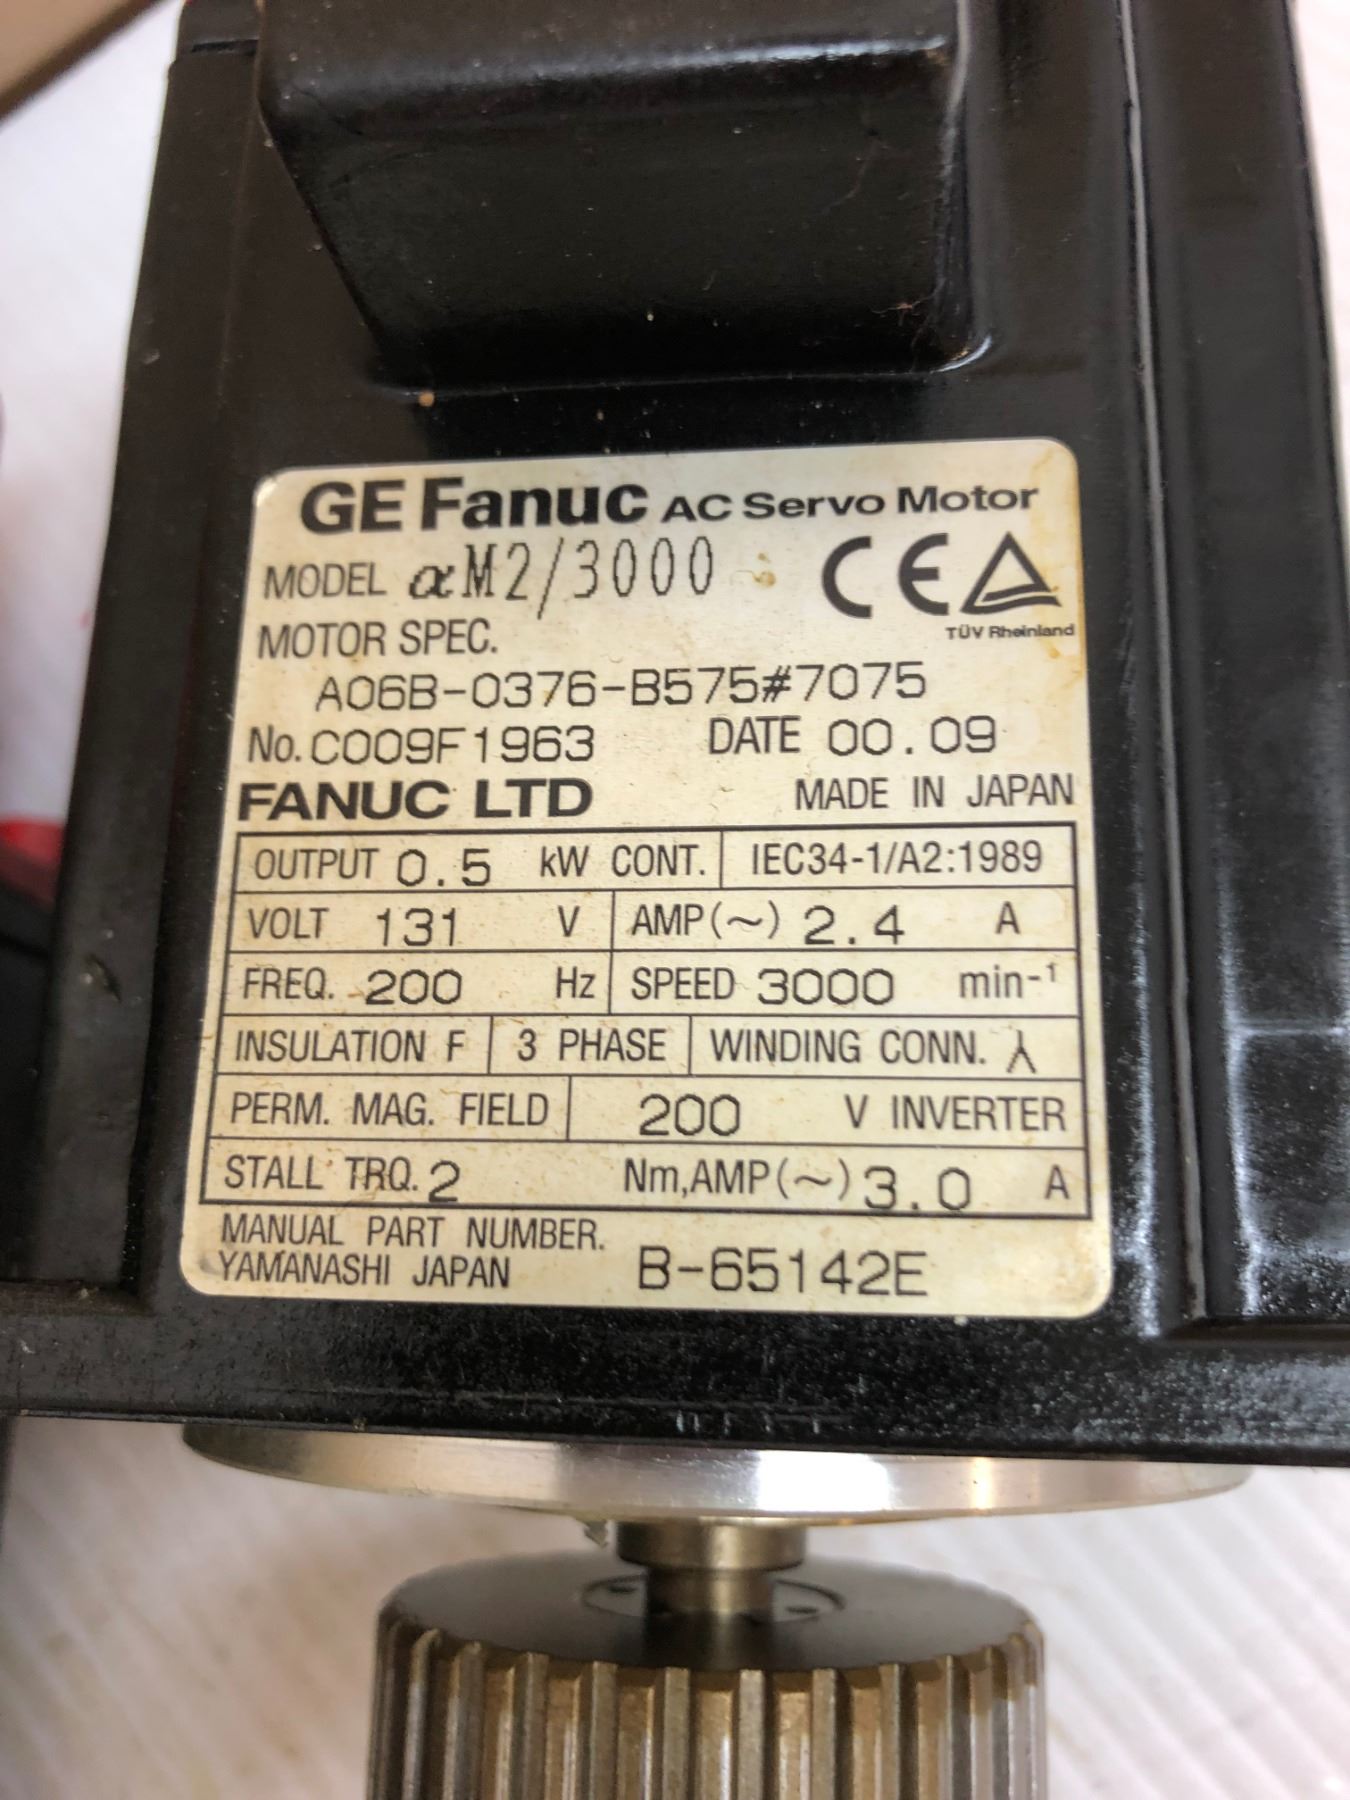 GE Fanuc AC Servo Motor
MODEL αM2/3000 CE
TÜV Rheinland
MOTOR SPEC.
A06B-0376-B575#7075
No. C009F1963 DATE 00.09
FANUC LTD MADE IN JAPAN
OUTPUT 0.5 kW CONT. IEC34-1/A2:1989
VOLT 131 V AMP(~) 2.4 A
FREQ. 200 Hz SPEED 3000 min-¹
INSULATION F 3 PHASE WINDING CONN. ⅄
PERM. MAG. FIELD 200 V INVERTER
STALL TRQ. 2 Nm,AMP(~) 3.0 A
MANUAL PART NUMBER.
YAMANASHI JAPAN B-65142E